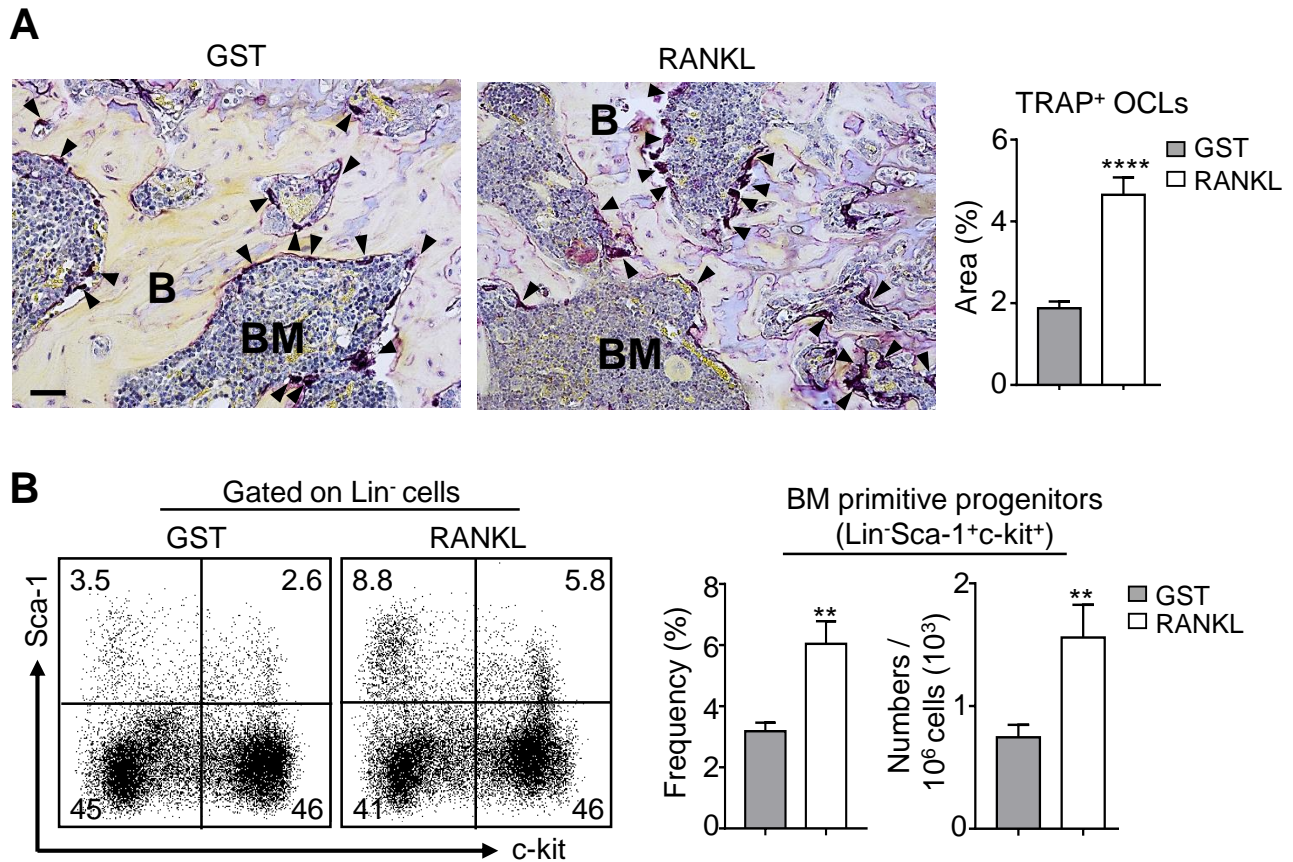 A
GST
RANKL
B
BM
B
BM
TRAP⁺ OCLs
6
4
2
0
Area (%)
****
GST
RANKL
B
Gated on Lin⁻ cells
GST
RANKL
3.5
2.6
45
46
8.8
5.8
41
46
Sca-1
c-kit
BM primitive progenitors
(Lin⁻Sca-1⁺c-kit⁺)
8
6
4
2
0
Frequency (%)
**
2
1
0
Numbers /
10⁶ cells (10³)
**
GST
RANKL